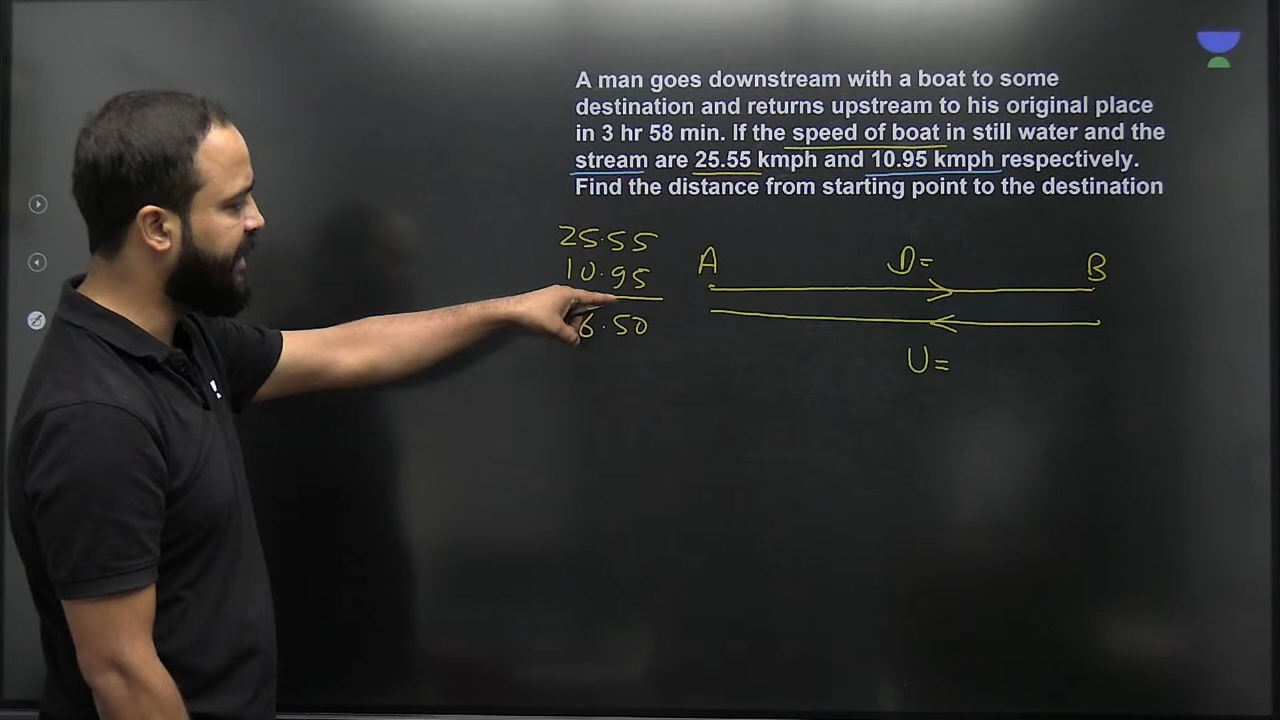 A man goes downstream with a boat to some
destination and returns upstream to his original place
in 3 hr 58 min. If the speed of boat in still water and the
stream are 25.55 kmph and 10.95 kmph respectively.
Find the distance from starting point to the destination
25.55
10.95
6.50
A D= B
U=